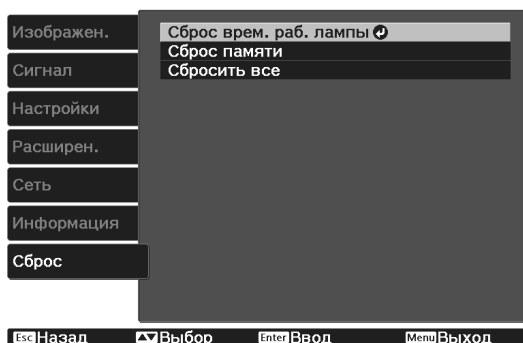 Изображен.
Сигнал
Настройки
Расширен.
Сеть
Информация
Сброс
Сброс врем. раб. лампы
Сброс памяти
Сбросить все
Esc Назад Выбор Enter Ввод Menu Выход